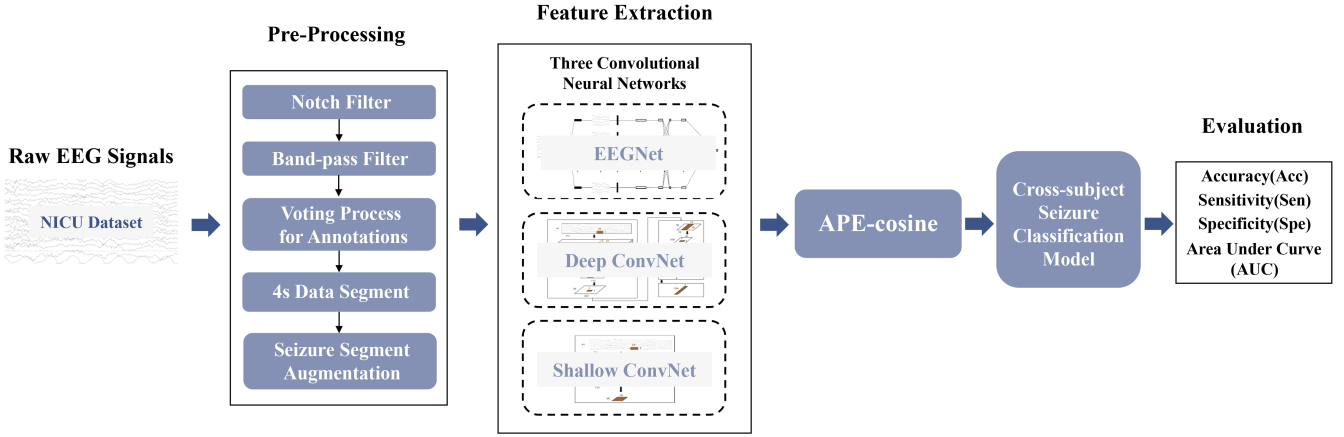 Raw EEG Signals
NICU Dataset
Pre-Processing
Notch Filter
Band-pass Filter
Voting Process
for Annotations
4s Data Segment
Seizure Segment
Augmentation
Feature Extraction
Three Convolutional
Neural Networks
EEGNet
Deep ConvNet
Shallow ConvNet
APE-cosine
Cross-subject
Seizure
Classification
Model
Evaluation
Accuracy(Acc)
Sensitivity(Sen)
Specificity(Spe)
Area Under Curve
(AUC)